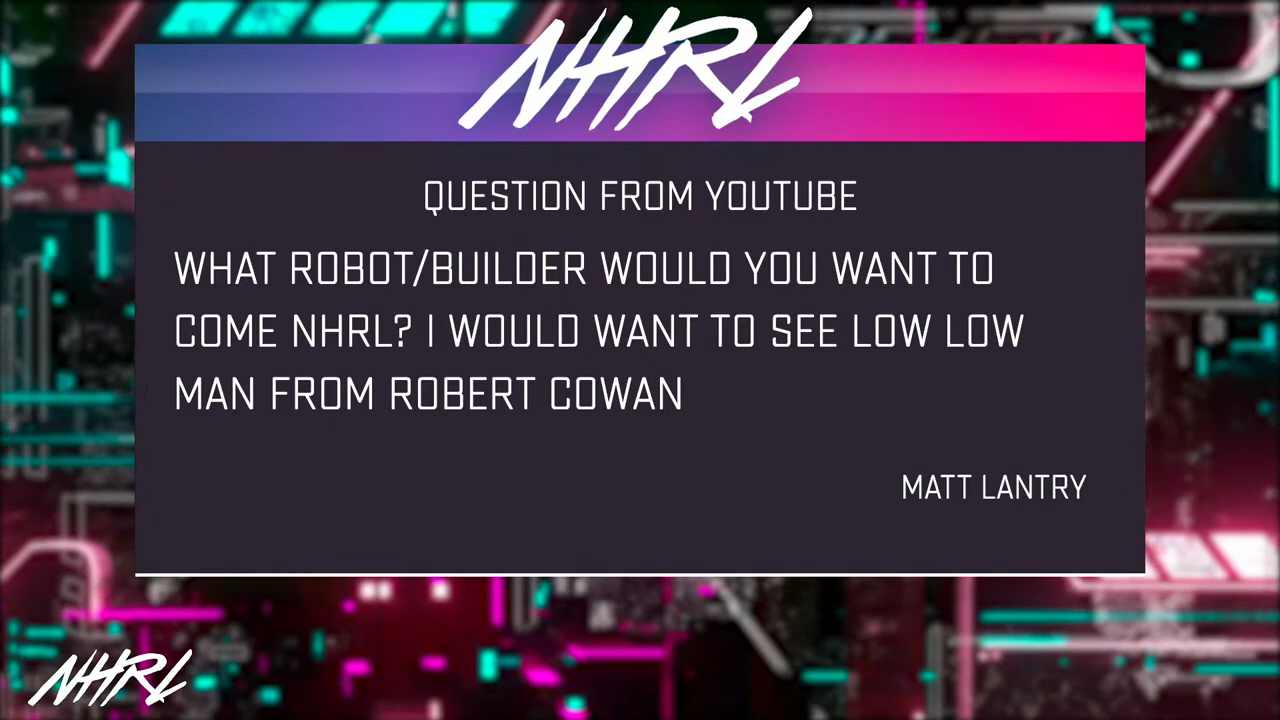 NHRL
QUESTION FROM YOUTUBE
WHAT ROBOT/BUILDER WOULD YOU WANT TO
COME NHRL? I WOULD WANT TO SEE LOW LOW
MAN FROM ROBERT COWAN
MATT LANTRY
NHRL